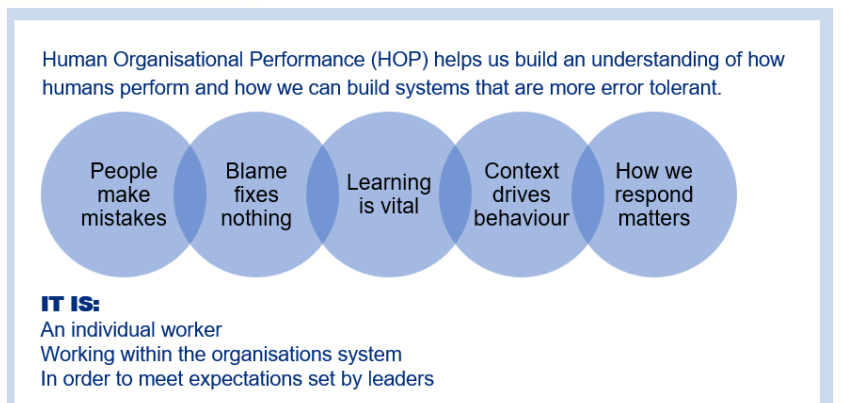 Human Organisational Performance (HOP) helps us build an understanding of how
humans perform and how we can build systems that are more error tolerant.
People
make
mistakes
Blame
fixes
nothing
Learning
is vital
Context
drives
behaviour
How we
respond
matters
IT IS:
An individual worker
Working within the organisations system
In order to meet expectations set by leaders